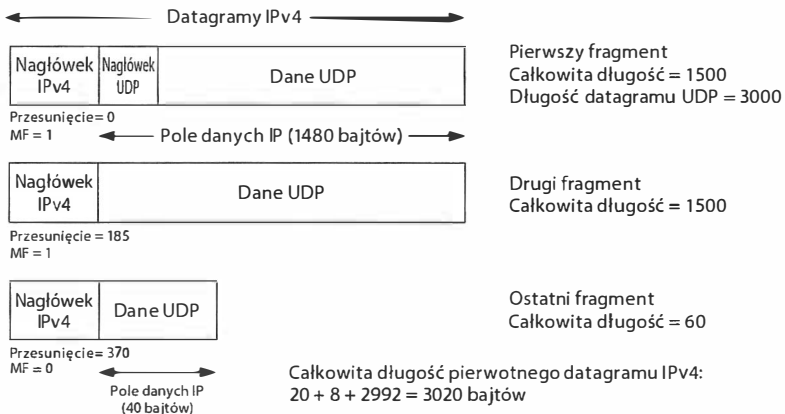 Datagramy IPv4
Nagłówek IPv4
Nagłówek UDP
Dane UDP
Pierwszy fragment
Całkowita długość = 1500
Długość datagramu UDP = 3000
Przesunięcie= 0
MF = 1
Pole danych IP (1480 bajtów)
Nagłówek IPv4
Dane UDP
Drugi fragment
Całkowita długość = 1500
Przesunięcie = 185
MF = 1
Nagłówek IPv4
Dane UDP
Ostatni fragment
Całkowita długość = 60
Przesunięcie= 370
MF = 0
Pole danych IP
(40 bajtów)
Całkowita długość pierwotnego datagramu IPv4:
20 + 8 + 2992 = 3020 bajtów